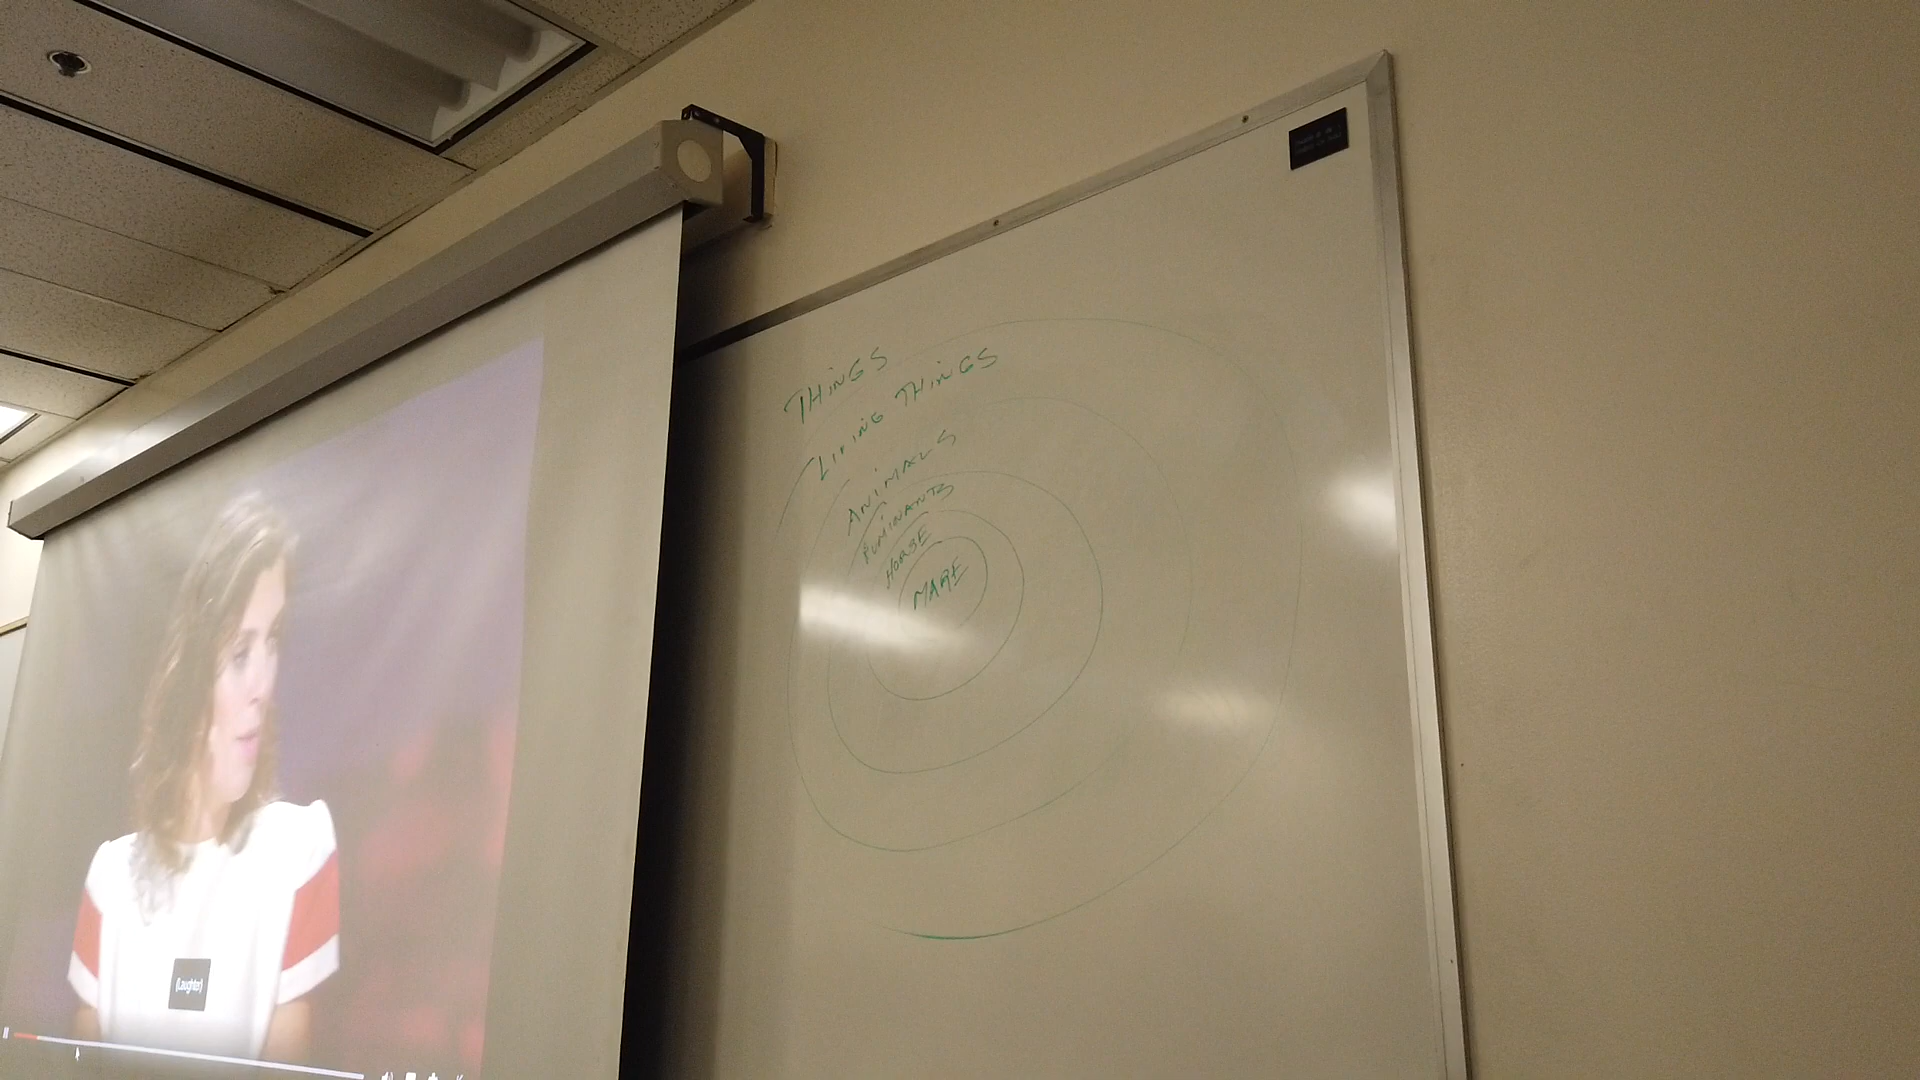 THiNGS
LiViNG THiNGS
ANiMALS
RUMiNANTS
HORSE
MARE
(Laughter)